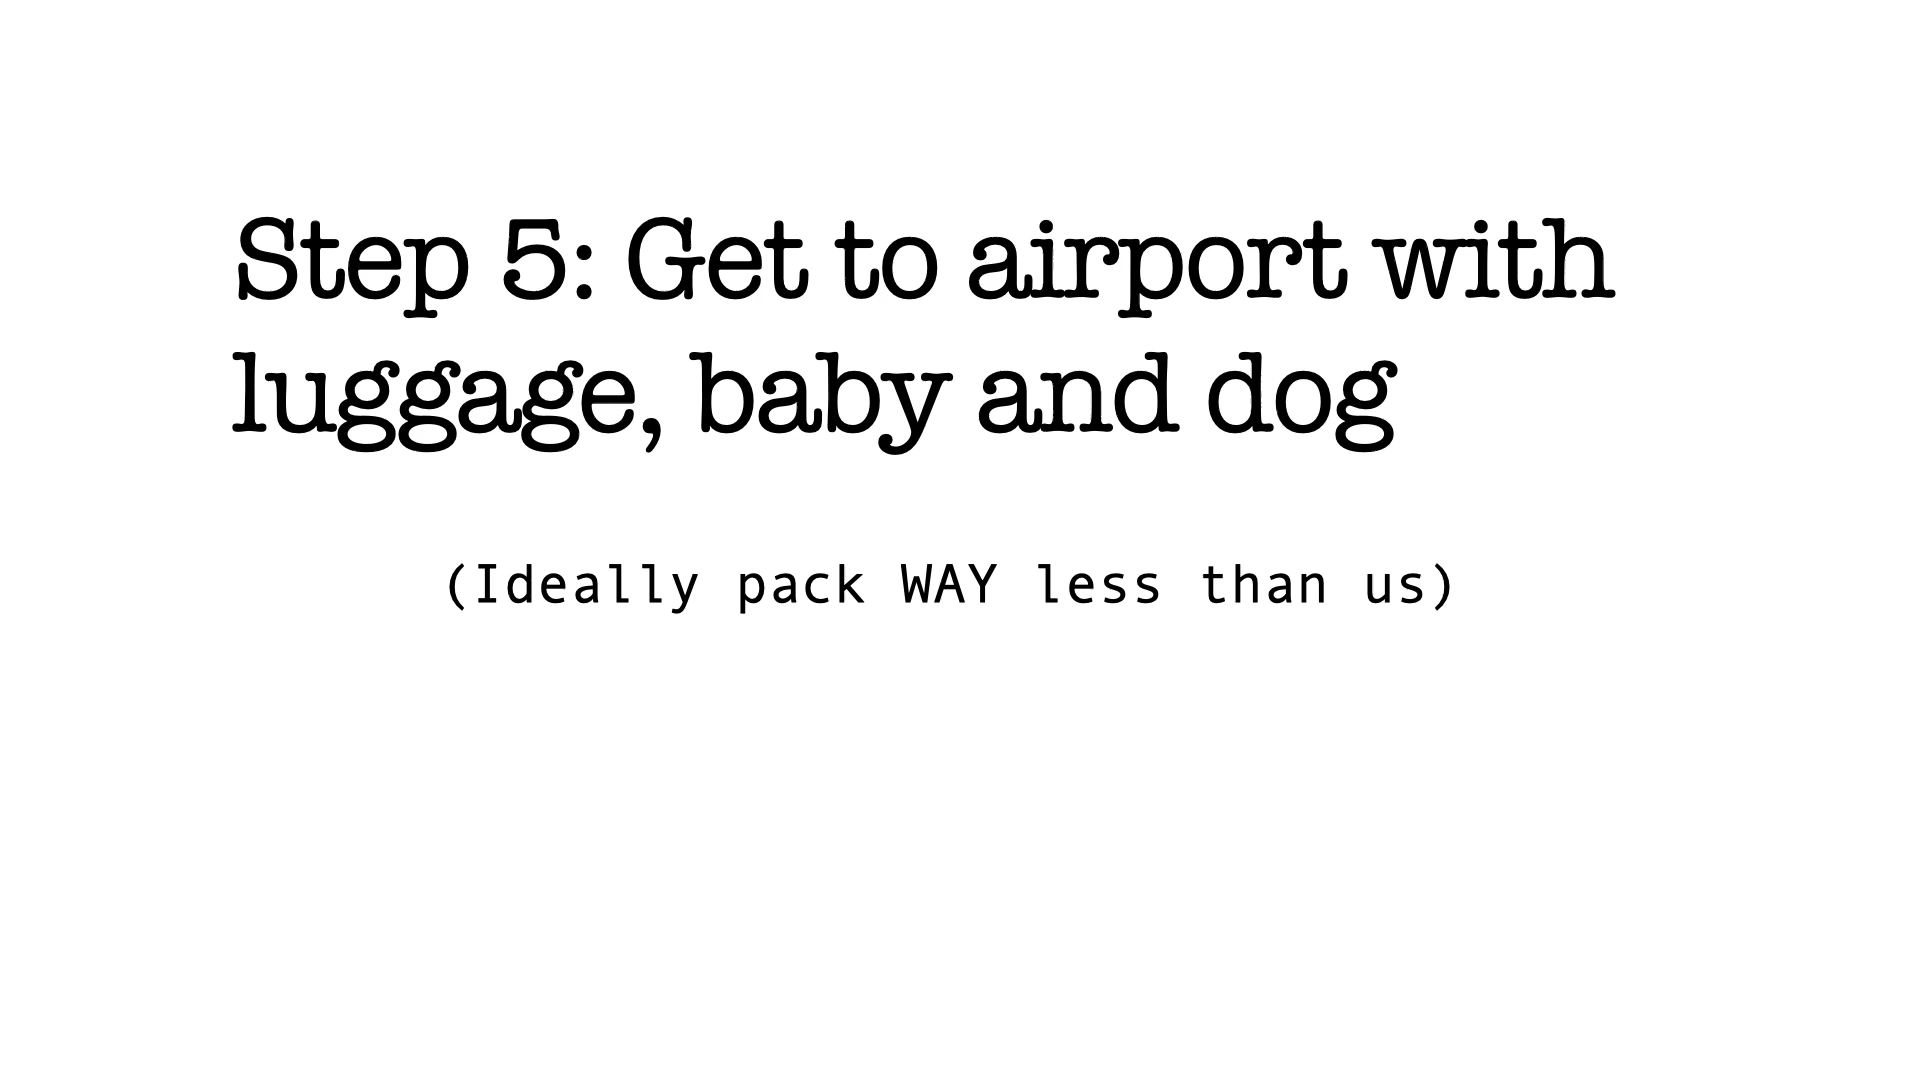 Step 5: Get to airport with
luggage, baby and dog
(Ideally pack WAY less than us)